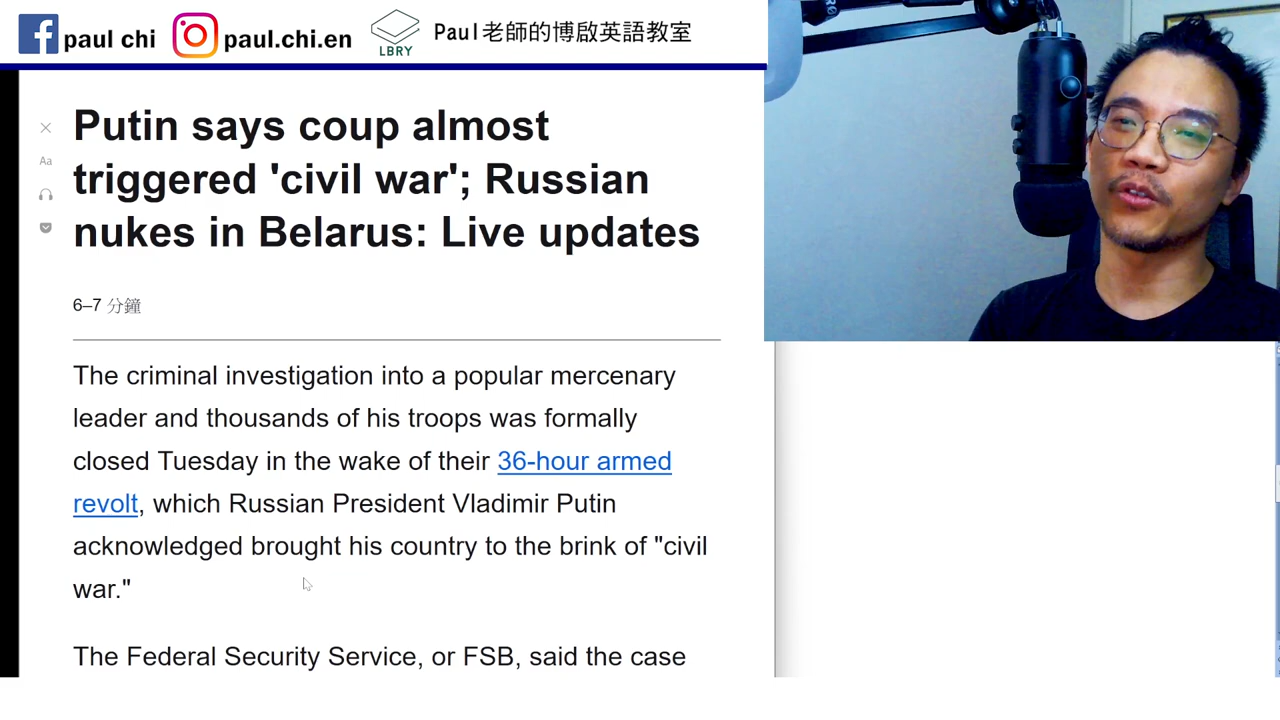 paul chi
paul.chi.en
LBRY
Paul老師的博啟英語教室
Putin says coup almost
triggered 'civil war'; Russian
nukes in Belarus: Live updates
Aa
6–7 分鐘
The criminal investigation into a popular mercenary
leader and thousands of his troops was formally
closed Tuesday in the wake of their 36-hour armed
revolt, which Russian President Vladimir Putin
acknowledged brought his country to the brink of "civil
war."
The Federal Security Service, or FSB, said the case